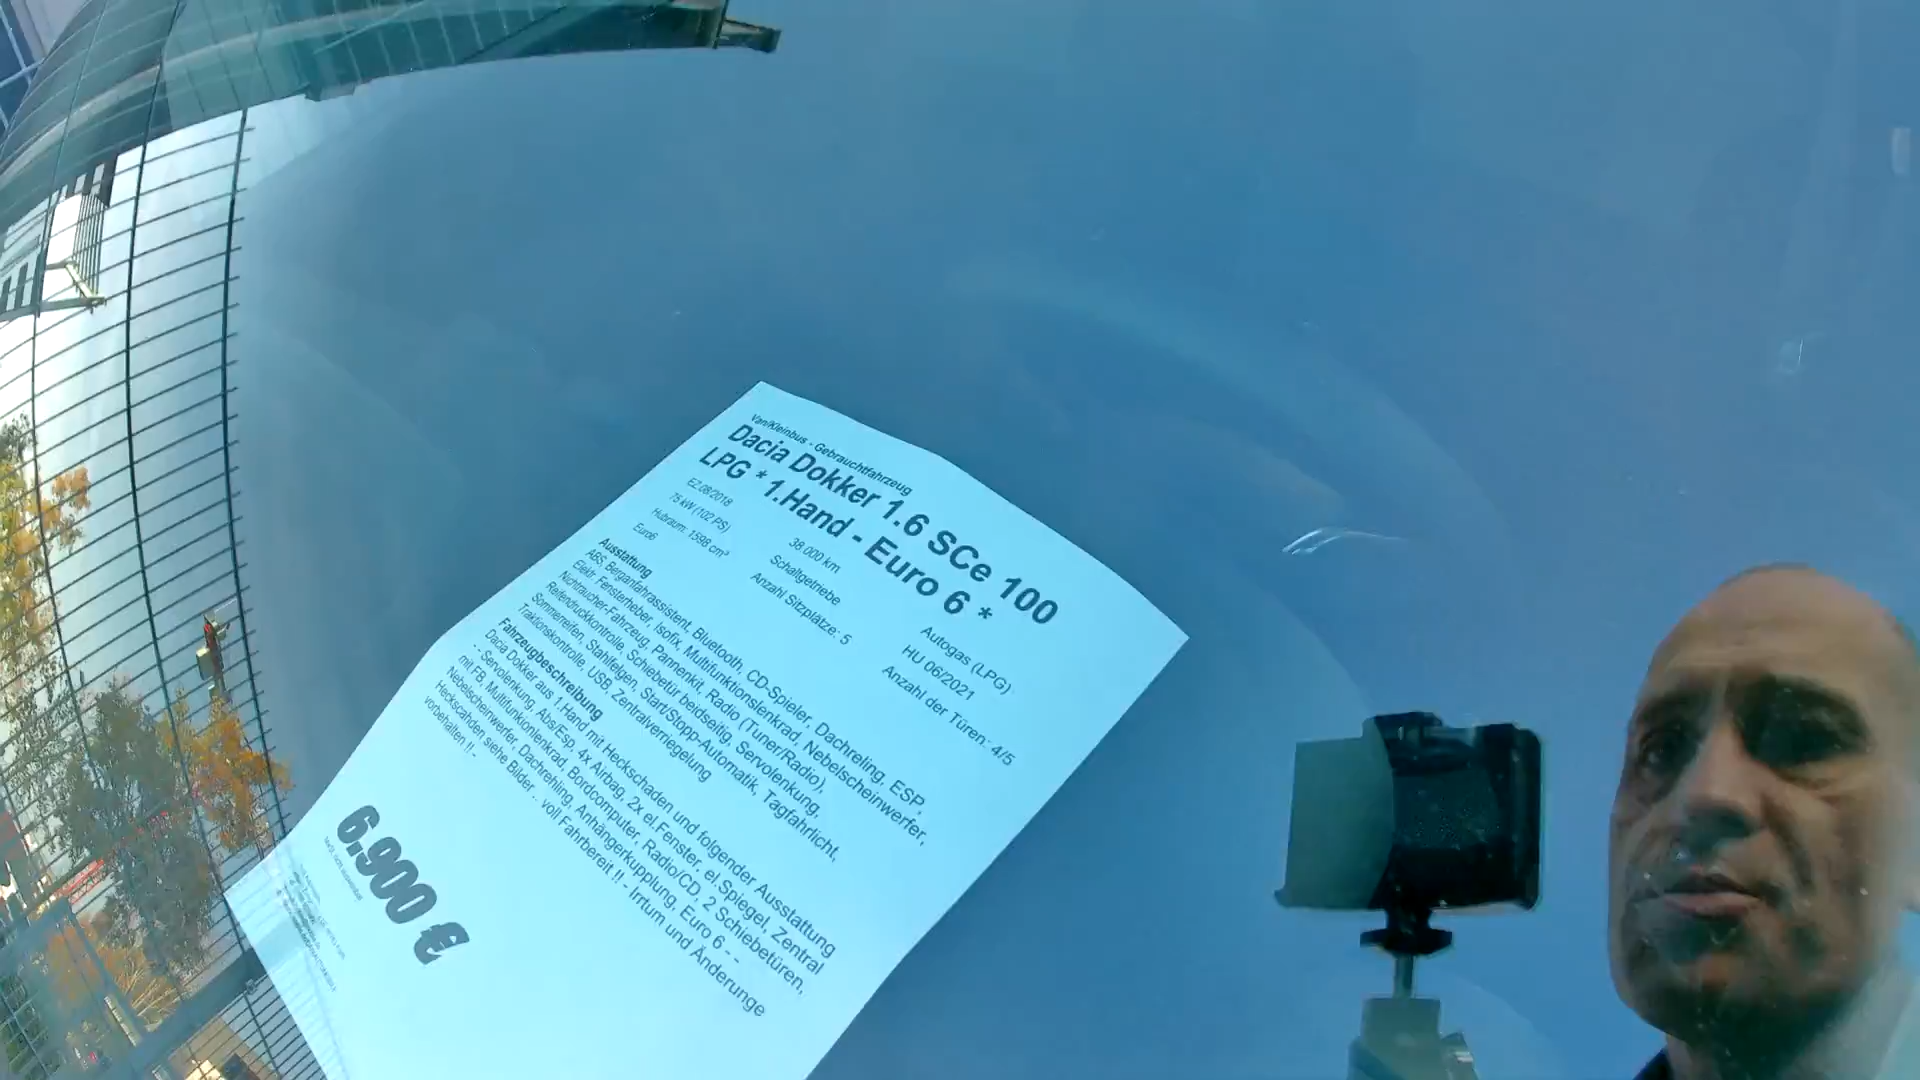 Van/Kleinbus - Gebrauchtfahrzeug
Dacia Dokker 1.6 SCe 100
LPG * 1.Hand - Euro 6 *
EZ 08/2018
38.000 km
Autogas (LPG)
75 kW (102 PS)
Schaltgetriebe
HU 06/2021
Hubraum: 1598 cm³
Anzahl Sitzplätze: 5
Anzahl der Türen: 4/5
Euro6
Ausstattung
ABS, Berganfahrassistent, Bluetooth, CD-Spieler, Dachreling, ESP,
Elektr. Fensterheber, Isofix, Multifunktionslenkrad, Nebelscheinwerfer,
Nichtraucher-Fahrzeug, Pannenkit, Radio (Tuner/Radio),
Reifendruckkontrolle, Schiebetür beidseitig, Servolenkung,
Sommerreifen, Stahlfelgen, Start/Stopp-Automatik, Tagfahrlicht,
Traktionskontrolle, USB, Zentralverriegelung
Fahrzeugbeschreibung
Dacia Dokker aus 1.Hand mit Heckschaden und folgender Ausstattung
- - Servolenkung, Abs/Esp, 4x Airbag, 2x el.Fenster, el.Spiegel, Zentral
mit FB, Multifunkionlenkrad, Bordcomputer, Radio/CD, 2 Schiebetüren,
Nebelscheinwerfer, Dachrehling, Anhängerkupplung, Euro 6 - -
Heckscahden siehe Bilder .. voll Fahrbereit !! - Irrtum und Änderunge
vorbehalten !! -
6.900 €